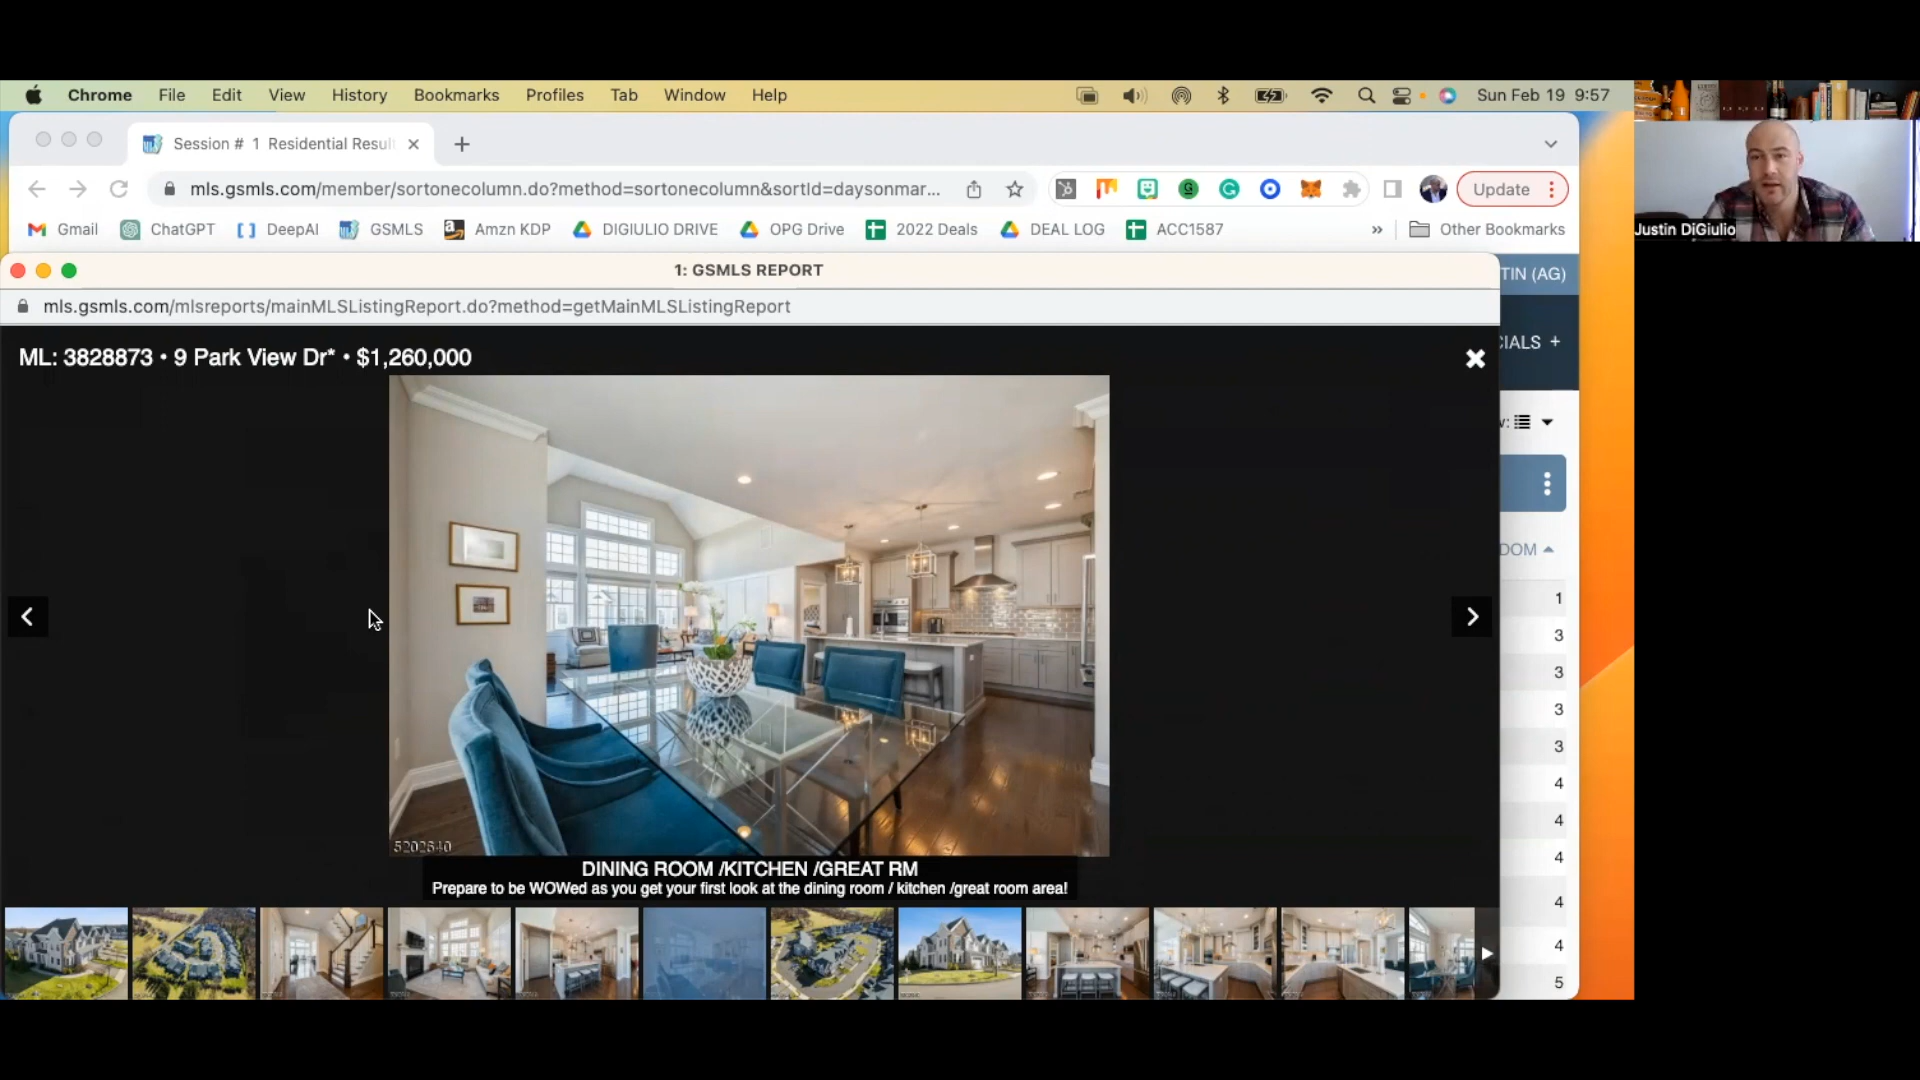 Chrome File Edit View History Bookmarks Profiles Tab Window Help Sun Feb 19 9:57
Session # 1 Residential Resul
mls.gsmls.com/member/sortonecolumn.do?method=sortonecolumn&sortId=daysonmar... Update
Gmail ChatGPT DeepAI GSMLS Amzn KDP DIGIULIO DRIVE OPG Drive 2022 Deals DEAL LOG ACC1587 » Other Bookmarks
Justin DiGiulio
1: GSMLS REPORT
TIN (AG)
mls.gsmls.com/mlsreports/mainMLSListingReport.do?method=getMainMLSListingReport
CIALS +
ML: 3828873 • 9 Park View Dr* • $1,260,000
DOM
1
3
3
3
3
4
4
4
4
4
5
5202640
DINING ROOM /KITCHEN /GREAT RM
Prepare to be WOWed as you get your first look at the dining room / kitchen /great room area!